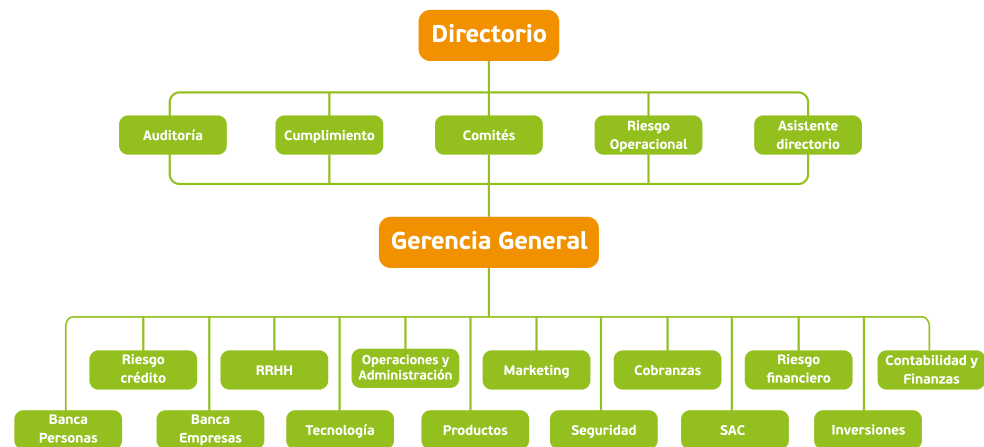 Directorio
Auditoría
Cumplimiento
Comités
Riesgo
Operacional
Asistente
directorio
Gerencia General
Riesgo
crédito
RRHH
Operaciones y
Administración
Marketing
Cobranzas
Riesgo
financiero
Contabilidad y
Finanzas
Banca
Personas
Banca
Empresas
Tecnología
Productos
Seguridad
SAC
Inversiones